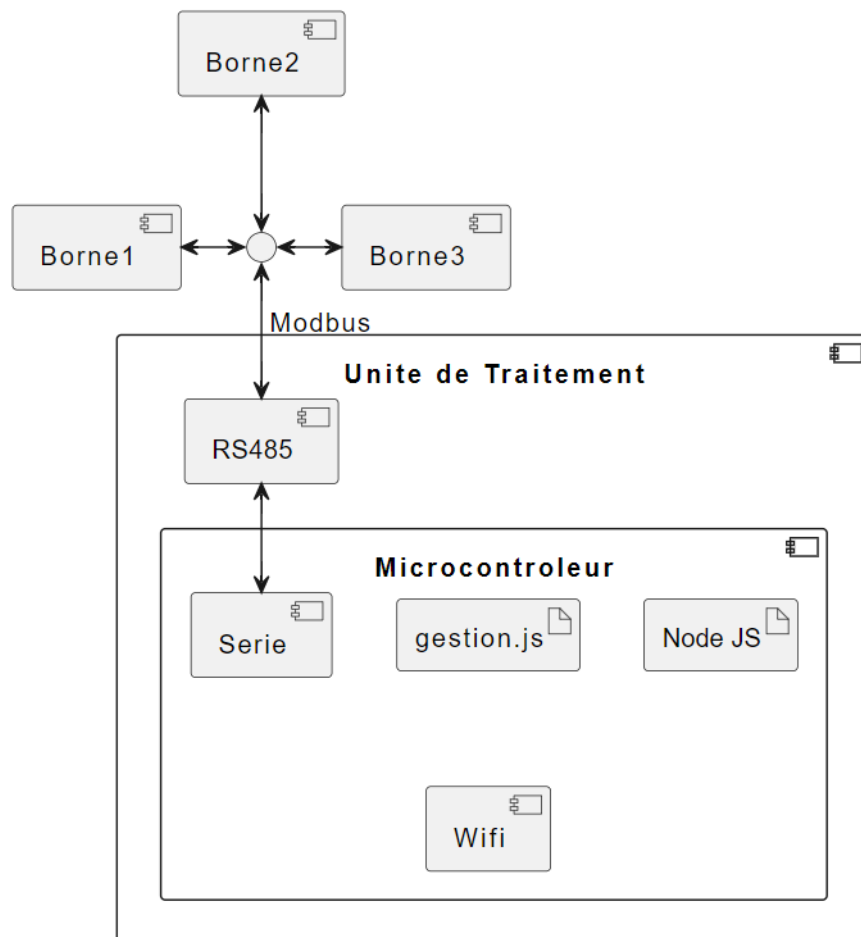 Borne2
Borne1
Borne3
Modbus
Unite de Traitement
RS485
Microcontroleur
Serie
gestion.js
Node JS
Wifi